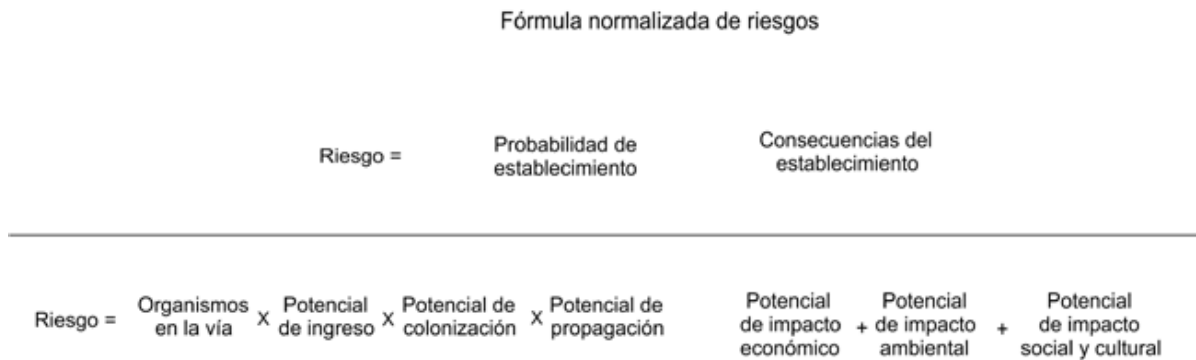 Fórmula normalizada de riesgos
Riesgo = Probabilidad de establecimiento Consecuencias del establecimiento
Riesgo = Organismos en la vía X Potencial de ingreso X Potencial de colonización X Potencial de propagación Potencial de impacto económico + Potencial de impacto ambiental + Potencial de impacto social y cultural